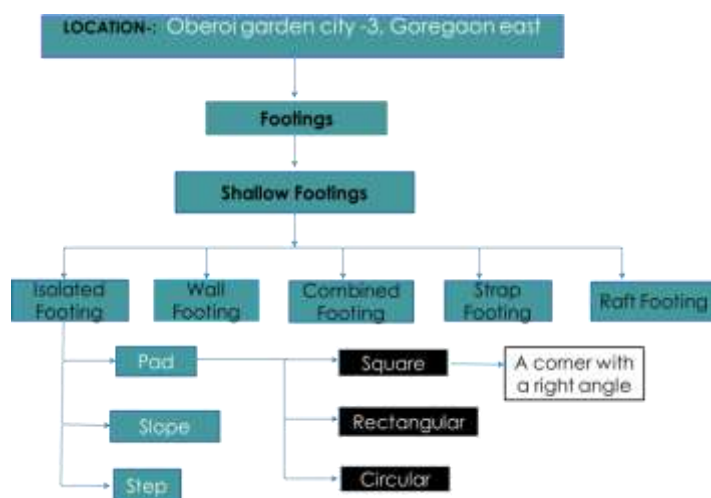 LOCATION-: Oberoi garden city -3, Goregaon east
Footings
Shallow Footings
Isolated
Footing
Wall
Footing
Combined
Footing
Strap
Footing
Raft Footing
Pad
Square
A corner with
a right angle
Slope
Rectangular
Step
Circular